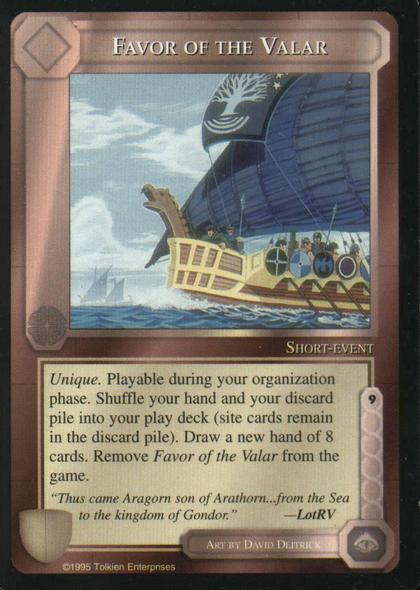 FAVOR OF THE VALAR
SHORT-EVENT
Unique. Playable during your organization
phase. Shuffle your hand and your discard
pile into your play deck (site cards remain
in the discard pile). Draw a new hand of 8
cards. Remove Favor of the Valar from the
game.
9
“Thus came Aragorn son of Arathorn...from the Sea
to the kingdom of Gondor.” —LotRV
ART BY DAVID DEITRICK
©1995 Tolkien Enterprises